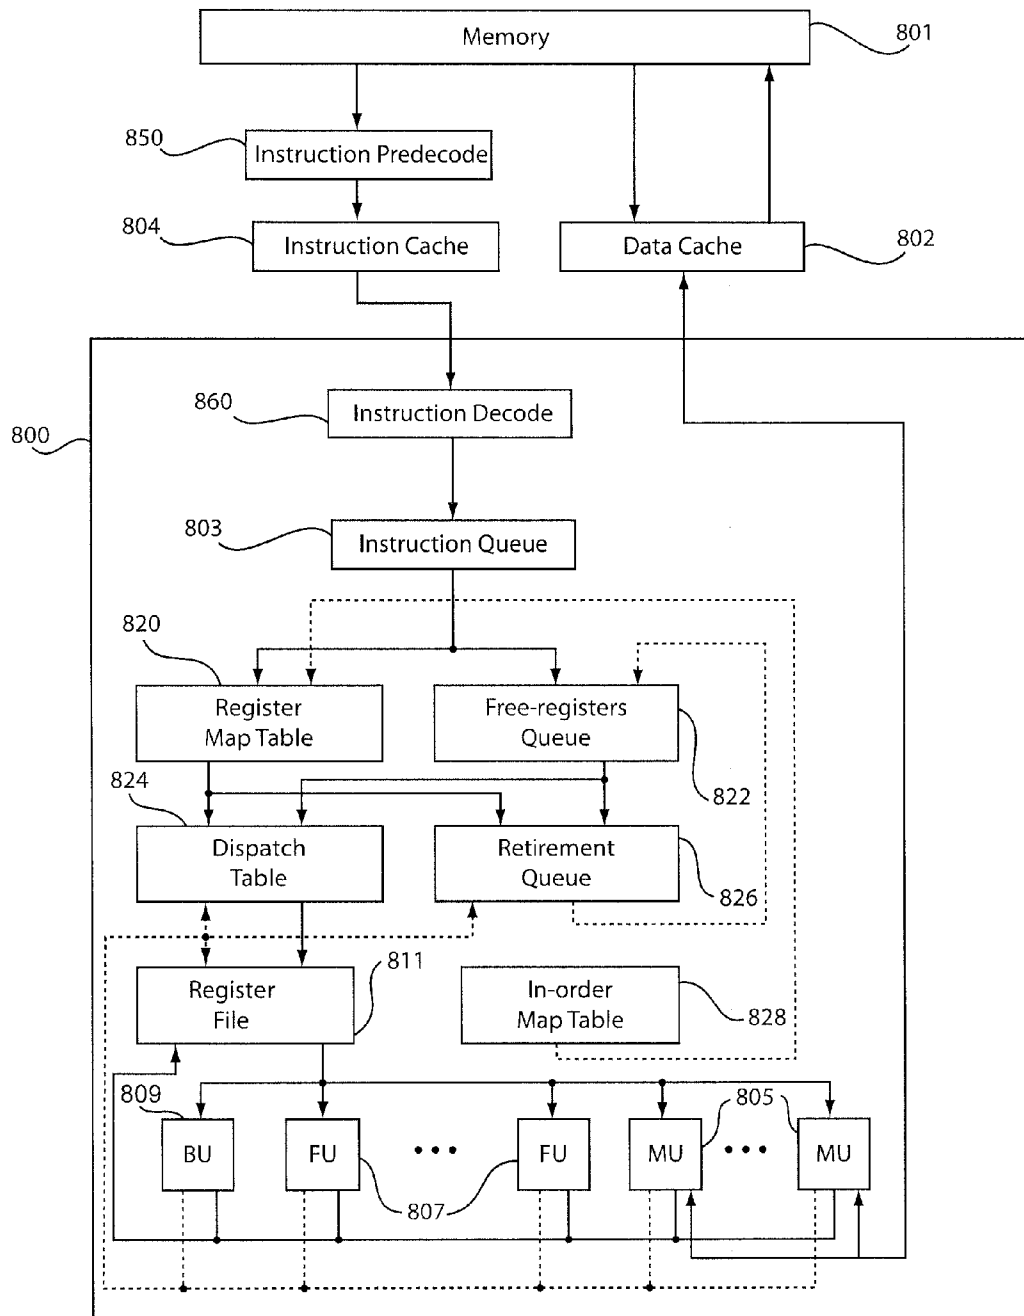 Memory
801
850
Instruction Predecode
804
Instruction Cache
Data Cache
802
860
Instruction Decode
800
803
Instruction Queue
820
Register
Map Table
Free-registers
Queue
822
824
Dispatch
Table
Retirement
Queue
826
811
Register
File
In-order
Map Table
828
809
805
BU
FU
•••
FU
MU
•••
MU
807